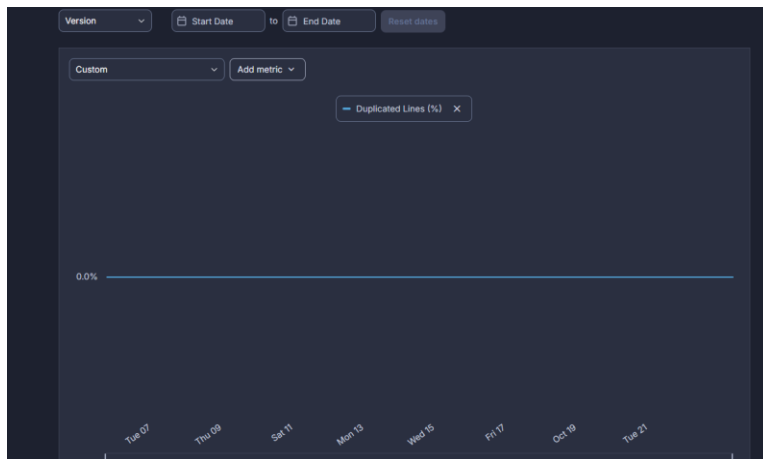 Version Start Date to End Date Reset dates
Custom Add metric
Duplicated Lines (%)
0.0%
Tue 07 Thu 09 Sat 11 Mon 13 Wed 15 Fri 17 Oct 19 Tue 21